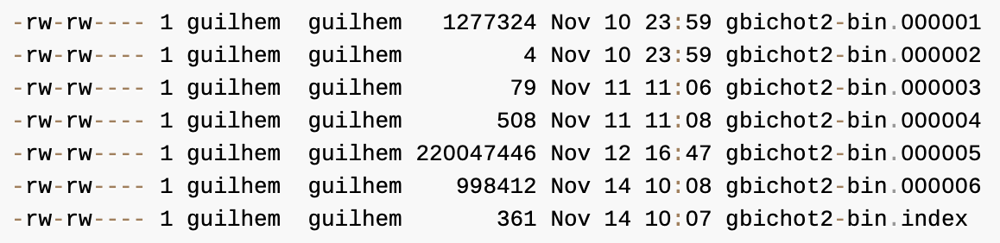 -rw-rw---- 1 guilhem  guilhem   1277324 Nov 10 23:59 gbichot2-bin.000001
-rw-rw---- 1 guilhem  guilhem         4 Nov 10 23:59 gbichot2-bin.000002
-rw-rw---- 1 guilhem  guilhem        79 Nov 11 11:06 gbichot2-bin.000003
-rw-rw---- 1 guilhem  guilhem       508 Nov 11 11:08 gbichot2-bin.000004
-rw-rw---- 1 guilhem  guilhem 220047446 Nov 12 16:47 gbichot2-bin.000005
-rw-rw---- 1 guilhem  guilhem    998412 Nov 14 10:08 gbichot2-bin.000006
-rw-rw---- 1 guilhem  guilhem       361 Nov 14 10:07 gbichot2-bin.index